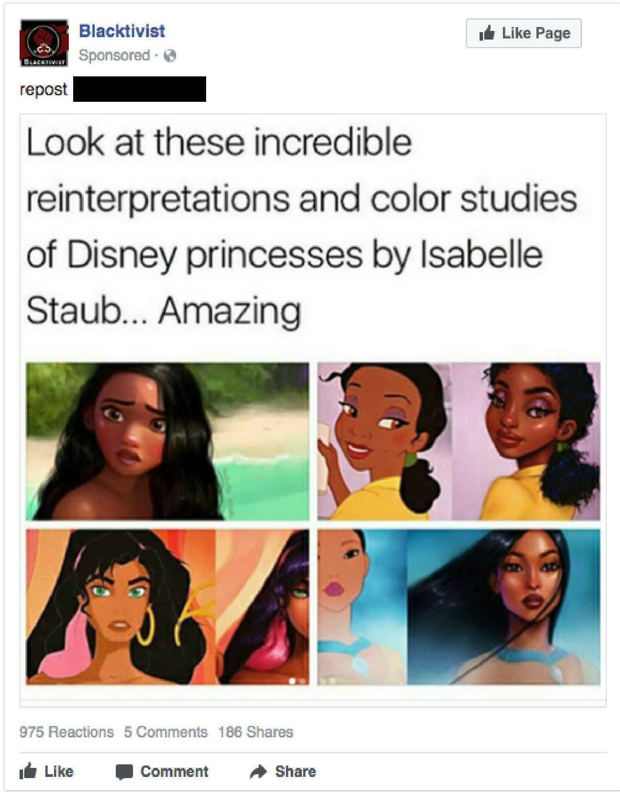 Blacktivist
Like Page
BLACKTIVIST
Sponsored ·
repost
Look at these incredible
reinterpretations and color studies
of Disney princesses by Isabelle
Staub... Amazing
975 Reactions 5 Comments 186 Shares
Like Comment Share